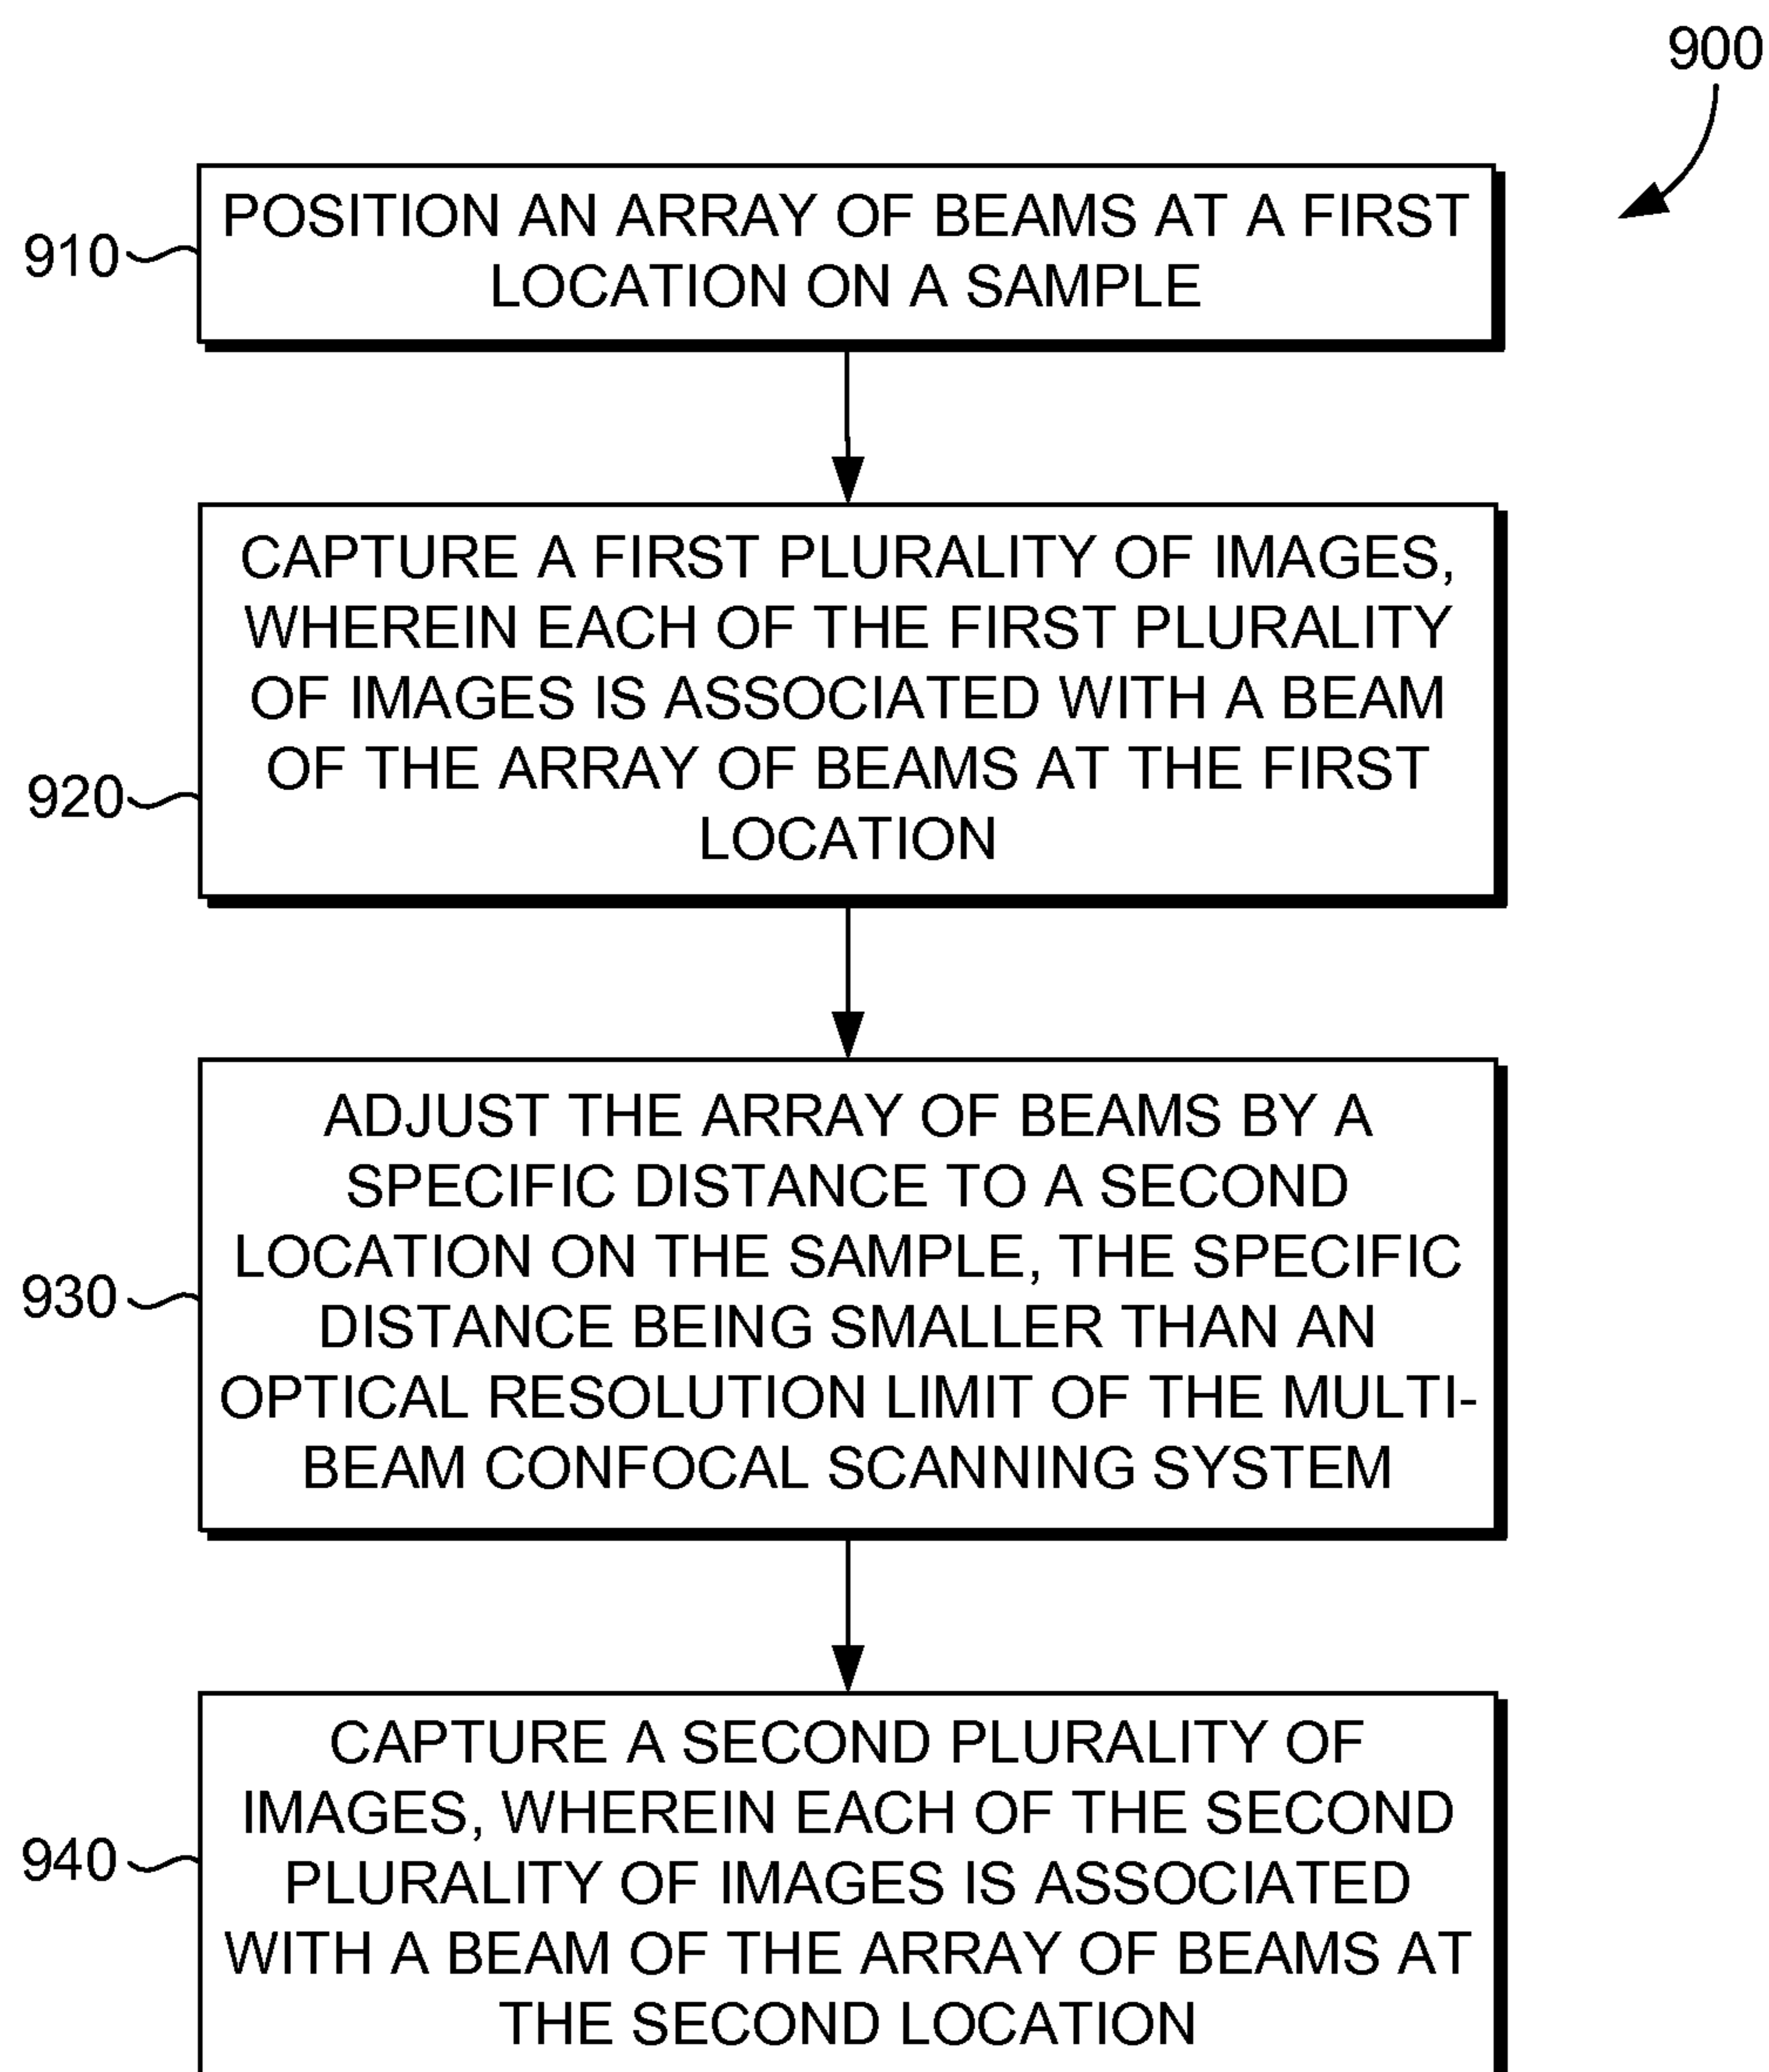 900
910
POSITION AN ARRAY OF BEAMS AT A FIRST
LOCATION ON A SAMPLE
920
CAPTURE A FIRST PLURALITY OF IMAGES,
WHEREIN EACH OF THE FIRST PLURALITY
OF IMAGES IS ASSOCIATED WITH A BEAM
OF THE ARRAY OF BEAMS AT THE FIRST
LOCATION
930
ADJUST THE ARRAY OF BEAMS BY A
SPECIFIC DISTANCE TO A SECOND
LOCATION ON THE SAMPLE, THE SPECIFIC
DISTANCE BEING SMALLER THAN AN
OPTICAL RESOLUTION LIMIT OF THE MULTI-
BEAM CONFOCAL SCANNING SYSTEM
940
CAPTURE A SECOND PLURALITY OF
IMAGES, WHEREIN EACH OF THE SECOND
PLURALITY OF IMAGES IS ASSOCIATED
WITH A BEAM OF THE ARRAY OF BEAMS AT
THE SECOND LOCATION